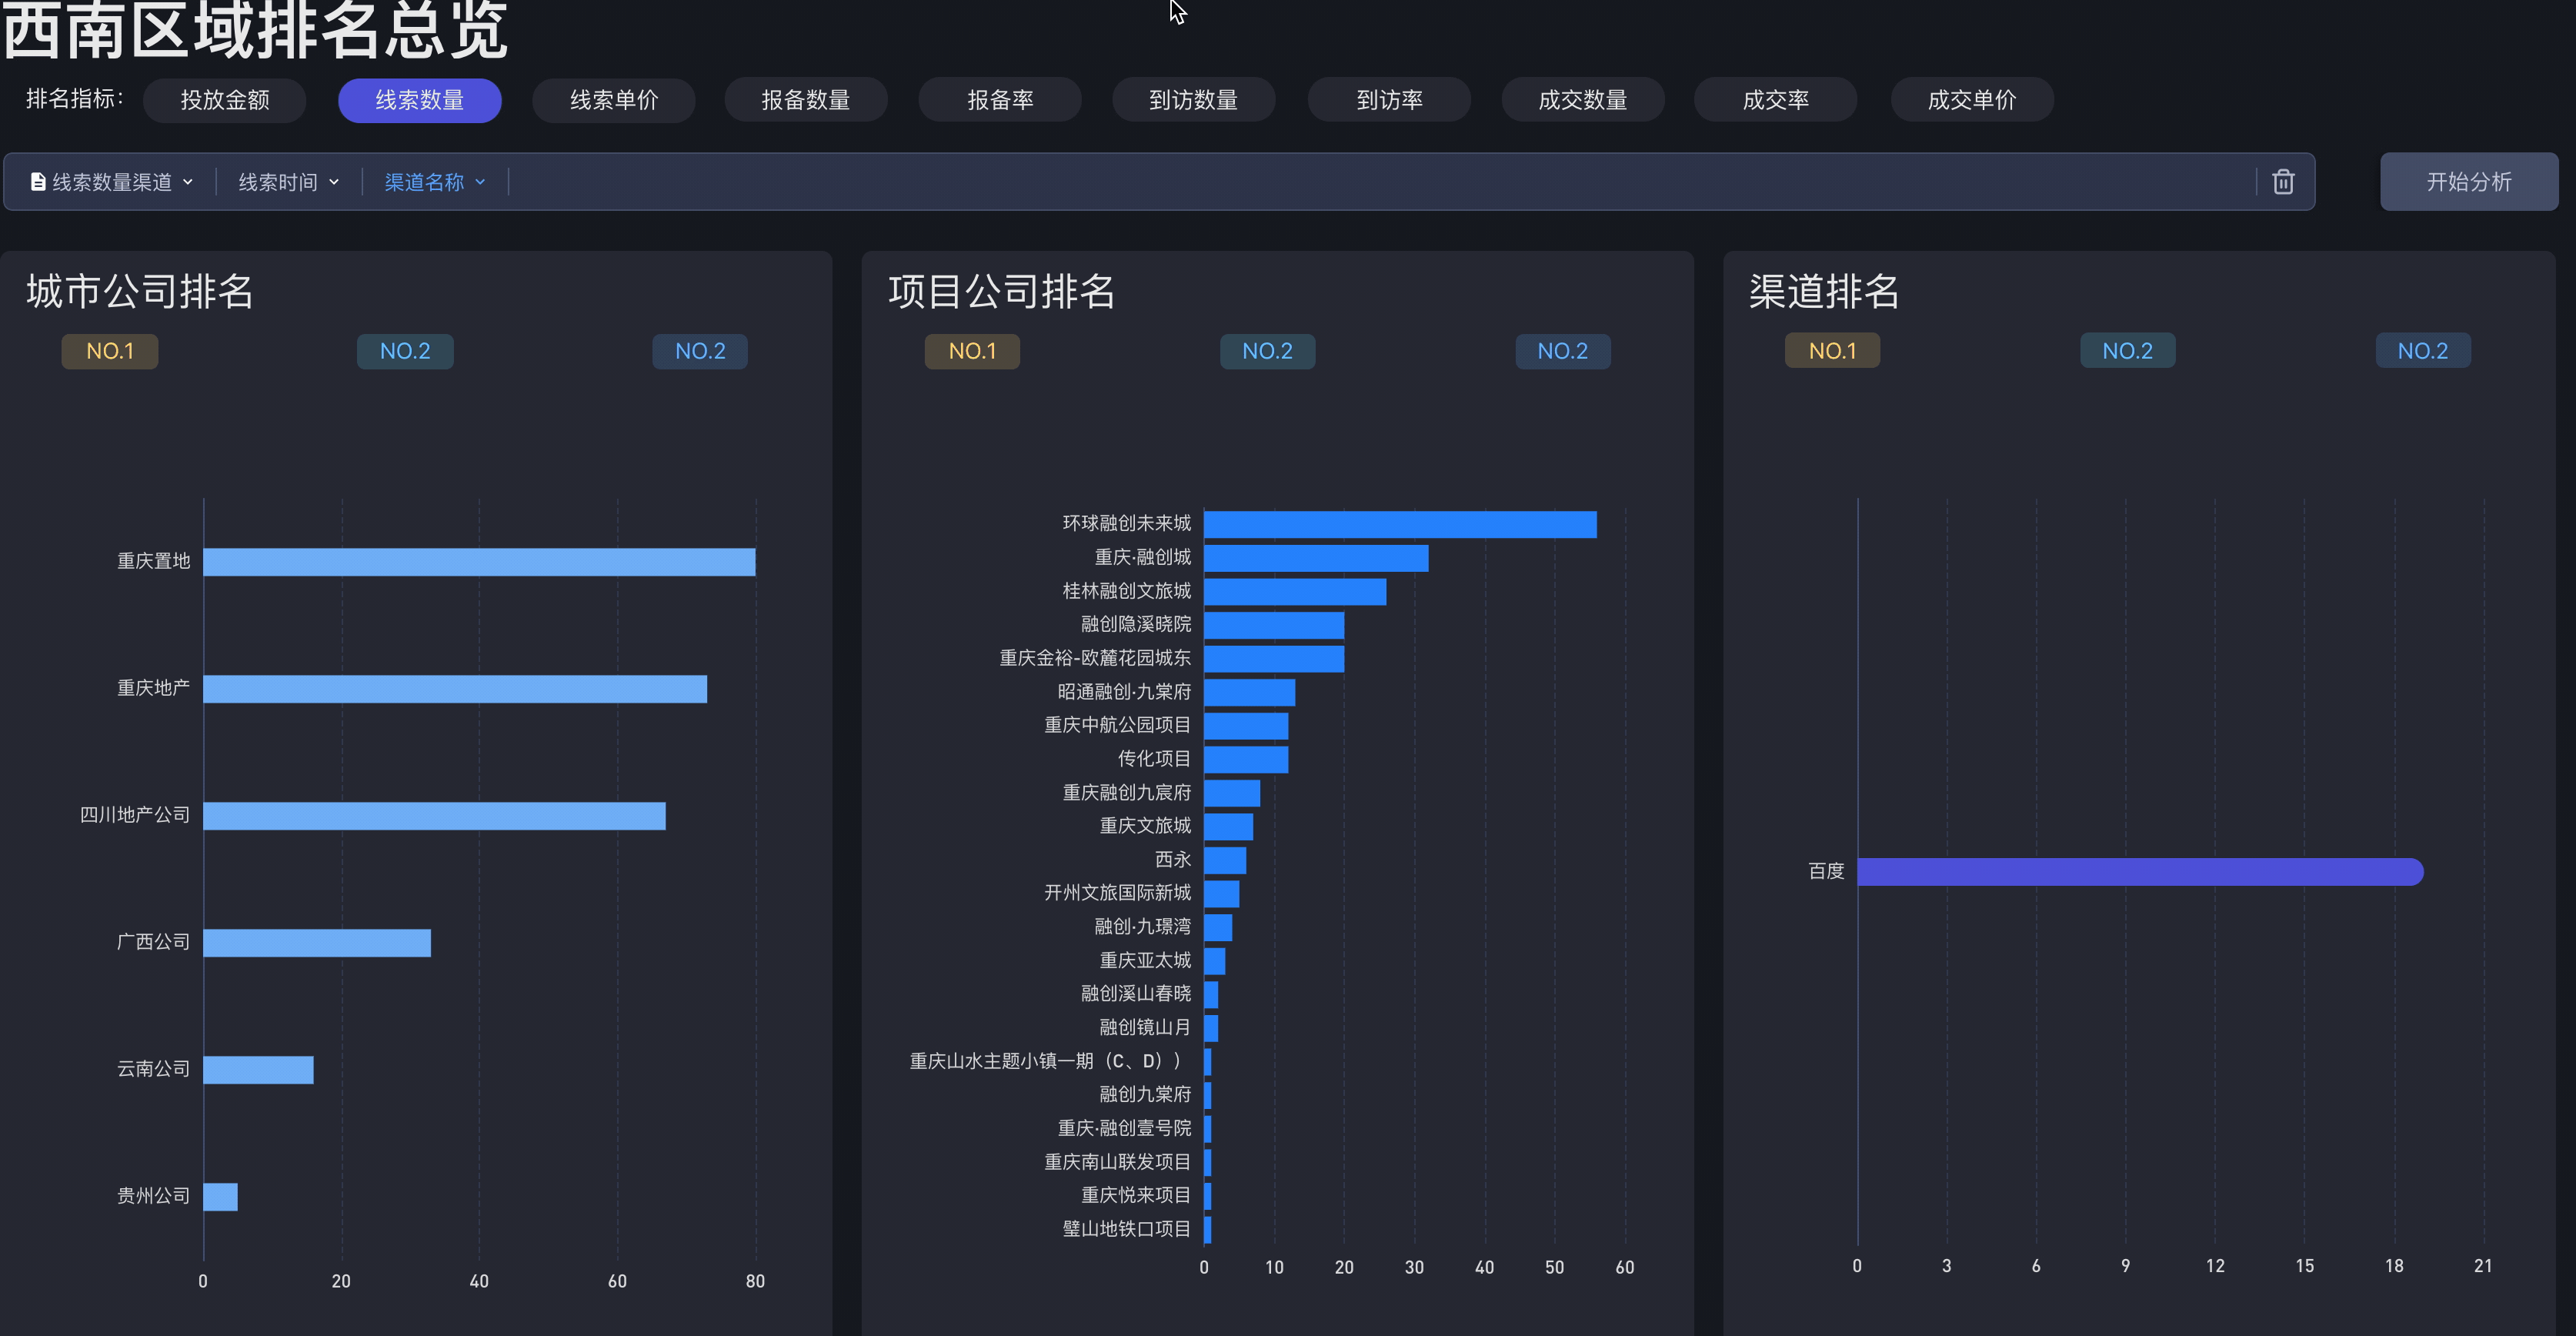 西南区域排名总览
排名指标： 投放金额 线索数量 线索单价 报备数量 报备率 到访数量 到访率 成交数量 成交率 成交单价
线索数量渠道 线索时间 渠道名称 开始分析
城市公司排名
NO.1 NO.2 NO.2
重庆置地
重庆地产
四川地产公司
广西公司
云南公司
贵州公司
0 20 40 60 80
项目公司排名
NO.1 NO.2 NO.2
环球融创未来城
重庆·融创城
桂林融创文旅城
融创隐溪晓院
重庆金裕-欧麓花园城东
昭通融创·九棠府
重庆中航公园项目
传化项目
重庆融创九宸府
重庆文旅城
西永
开州文旅国际新城
融创·九璟湾
重庆亚太城
融创溪山春晓
融创镜山月
重庆山水主题小镇一期（C、D））
融创九棠府
重庆·融创壹号院
重庆南山联发项目
重庆悦来项目
璧山地铁口项目
0 10 20 30 40 50 60
渠道排名
NO.1 NO.2 NO.2
百度
0 3 6 9 12 15 18 21